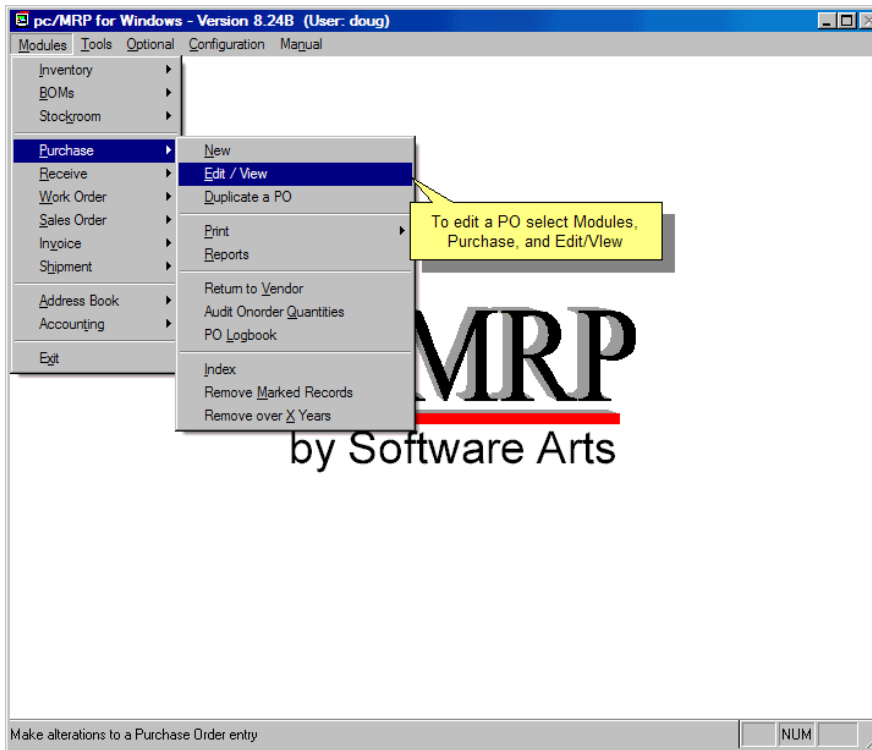 pc/MRP for Windows - Version 8.24B (User: doug)
Modules Tools Optional Configuration Manual
Inventory
BOMs
Stockroom
Purchase
Receive
Work Order
Sales Order
Invoice
Shipment
Address Book
Accounting
Exit
New
Edit / View
Duplicate a PO
Print
Reports
Return to Vendor
Audit Onorder Quantities
PO Logbook
Index
Remove Marked Records
Remove over X Years
To edit a PO select Modules,
Purchase, and Edit/VIew
MRP
by Software Arts
Make alterations to a Purchase Order entry
NUM